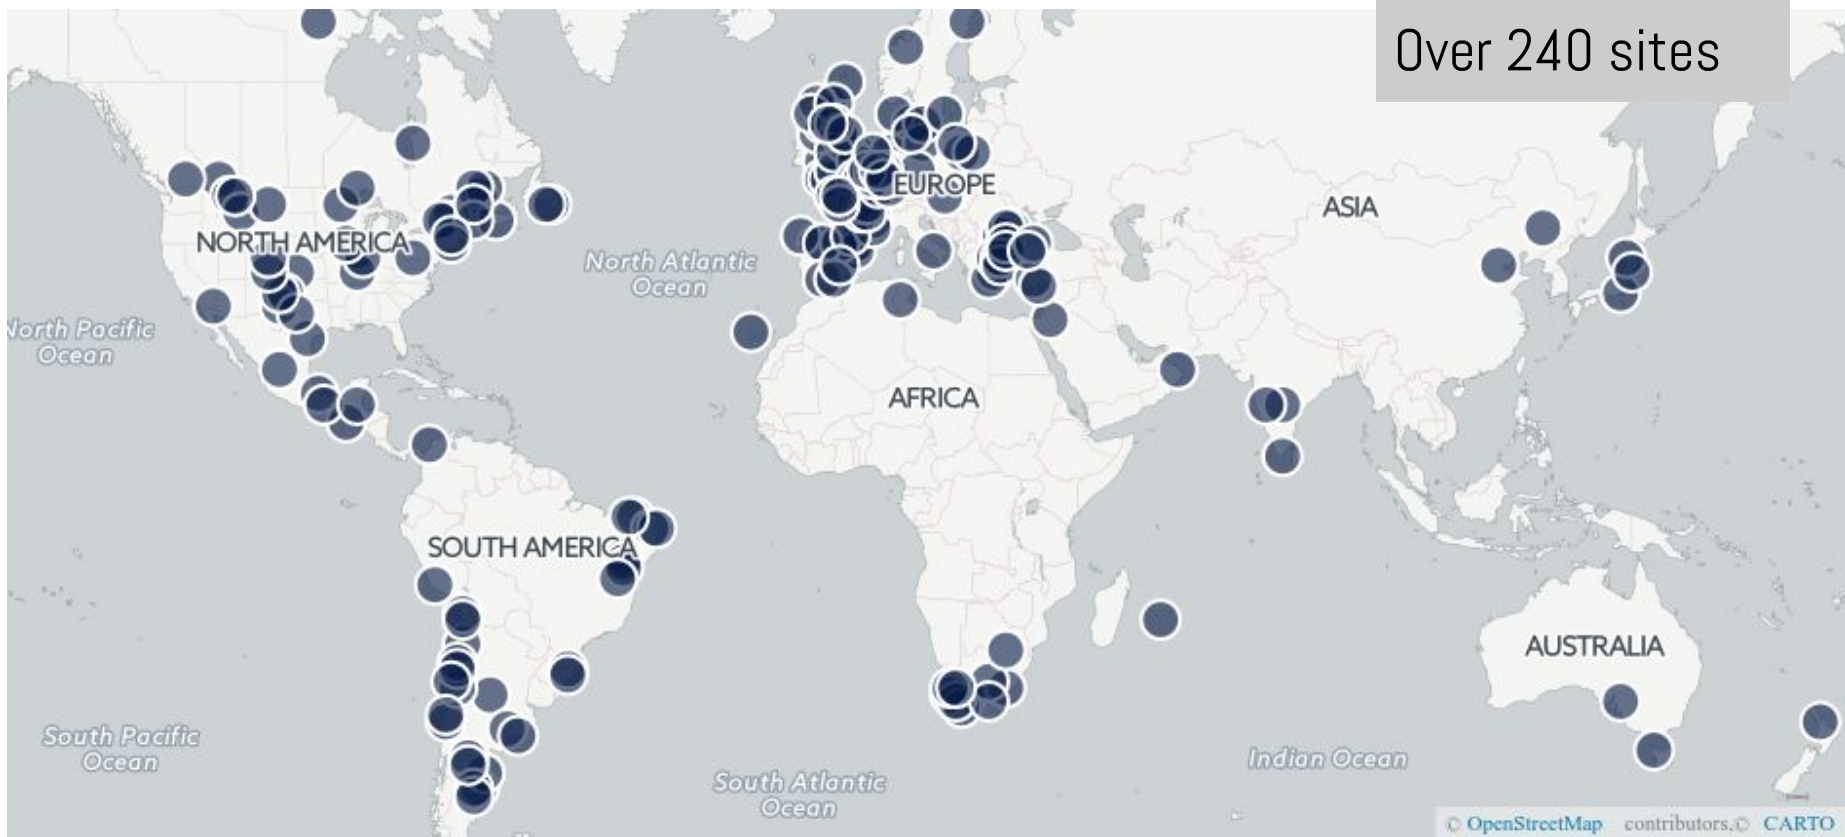 Over 240 sites
EUROPE
ASIA
NORTH AMERICA
North Atlantic
Ocean
North Pacific
Ocean
AFRICA
SOUTH AMERICA
AUSTRALIA
South Pacific
Ocean
Indian Ocean
South Atlantic
Ocean
© OpenStreetMap contributors,© CARTO